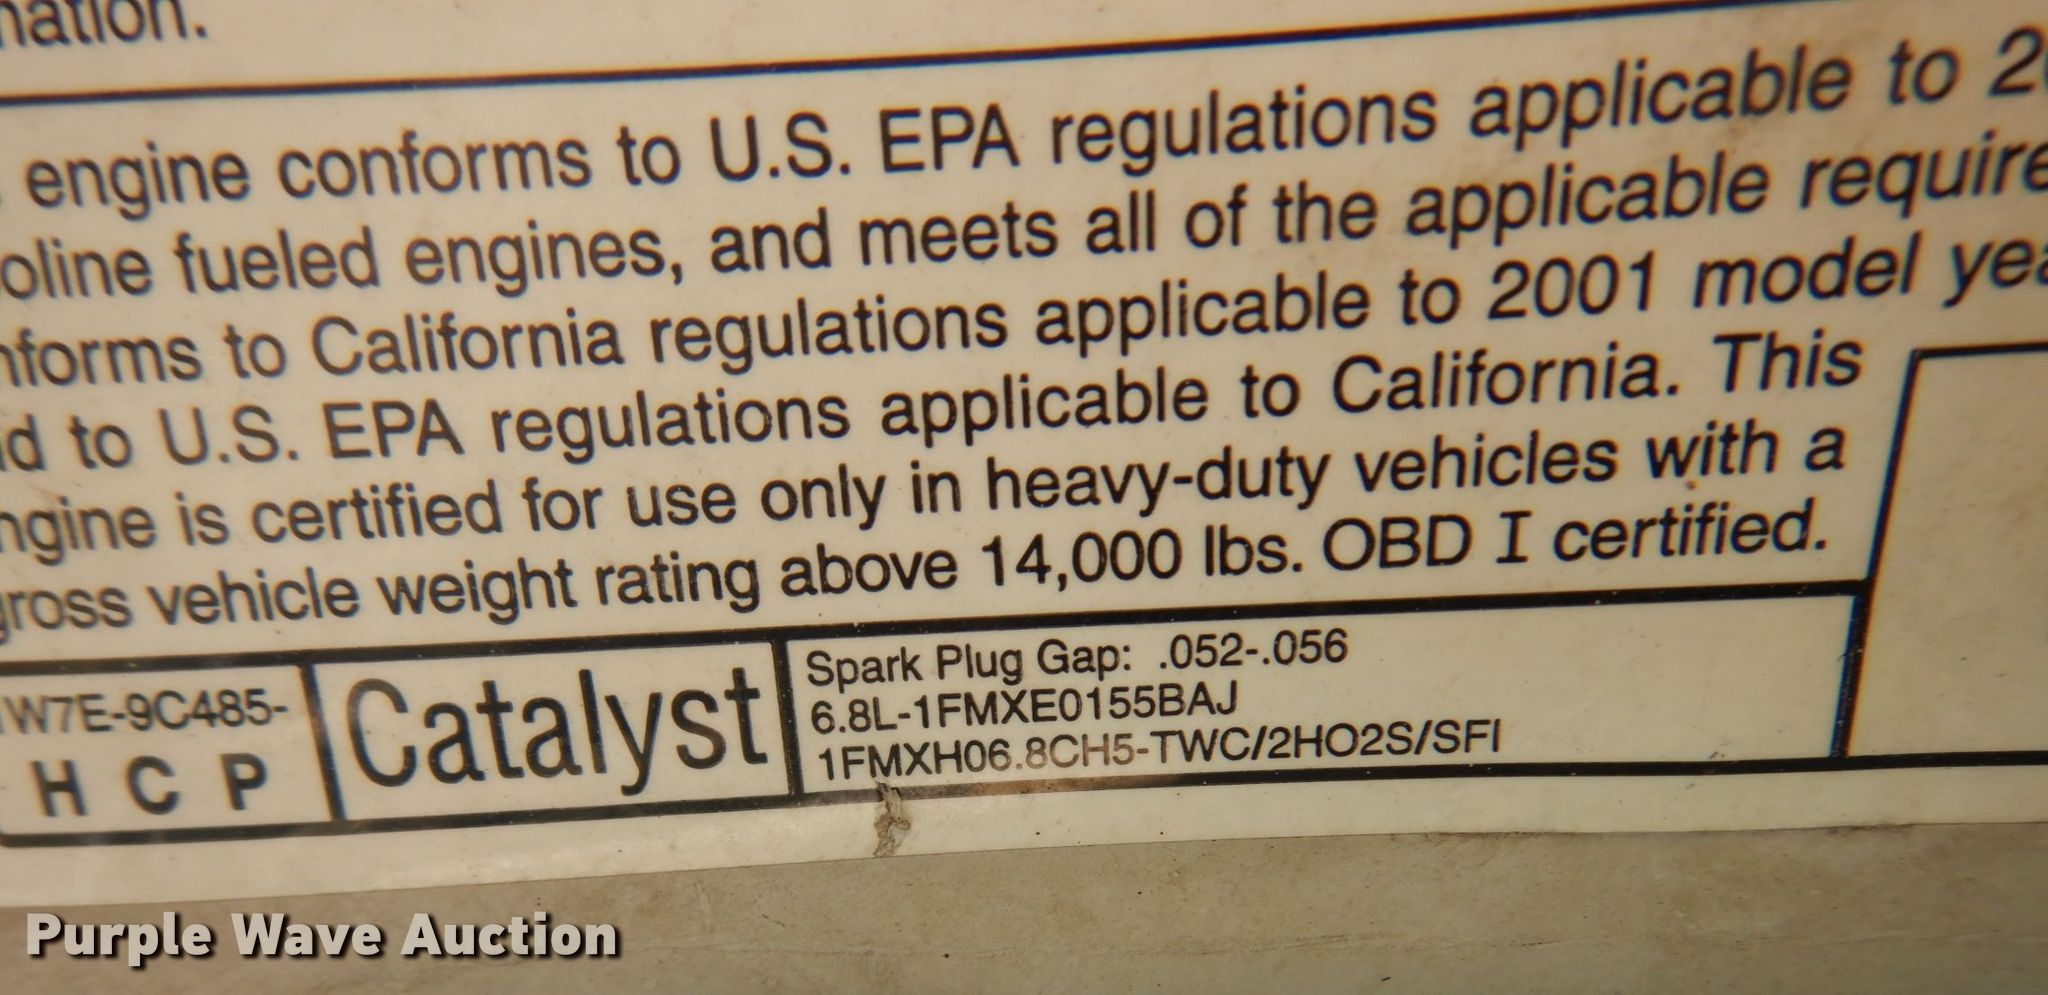 nation.
engine conforms to U.S. EPA regulations applicable to 20
oline fueled engines, and meets all of the applicable require
nforms to California regulations applicable to 2001 model yea
d to U.S. EPA regulations applicable to California. This
ngine is certified for use only in heavy-duty vehicles with a
gross vehicle weight rating above 14,000 lbs. OBD I certified.
W7E-9C485-
H C P
Catalyst
Spark Plug Gap: .052-.056
6.8L-1FMXE0155BAJ
1FMXH06.8CH5-TWC/2HO2S/SFI
Purple Wave Auction